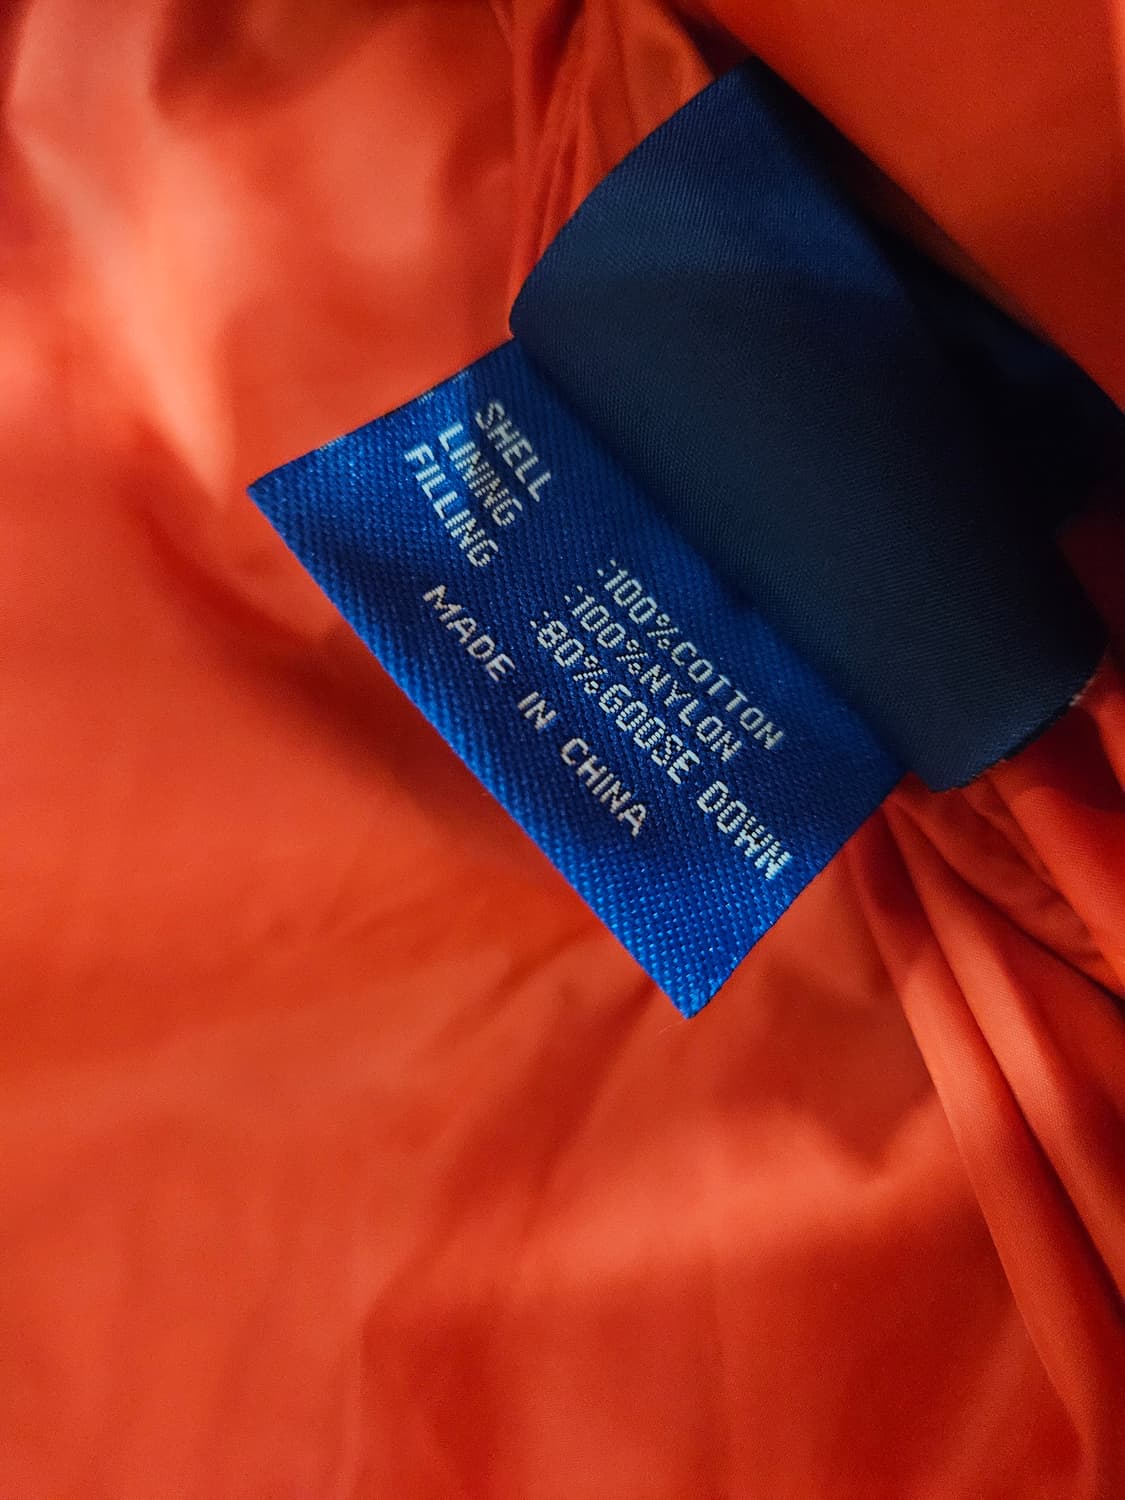 SHELL :100%COTTON
LINING :100%NYLON
FILLING :80%GOOSE DOWN
MADE IN CHINA